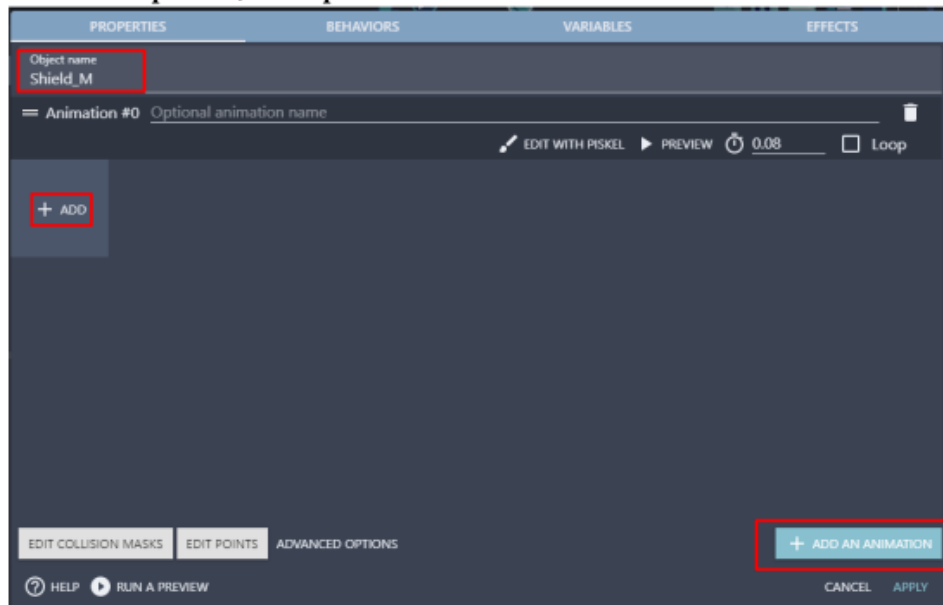 PROPERTIES BEHAVIORS VARIABLES EFFECTS
Object name
Shield_M
Animation #0 Optional animation name
EDIT WITH PISKEL PREVIEW 0.08 Loop
+ ADD
EDIT COLLISION MASKS EDIT POINTS ADVANCED OPTIONS + ADD AN ANIMATION
? HELP RUN A PREVIEW CANCEL APPLY